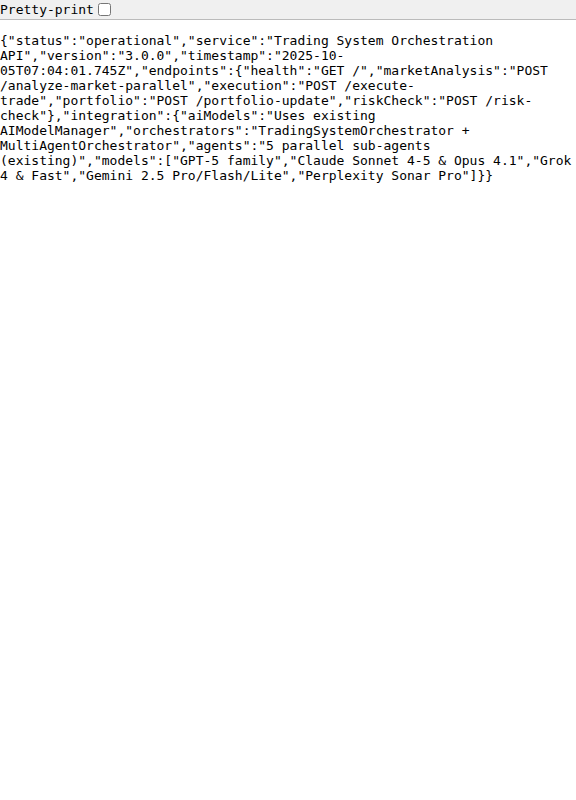 Pretty-print
{"status":"operational","service":"Trading System Orchestration
API","version":"3.0.0","timestamp":"2025-10-
05T07:04:01.745Z","endpoints":{"health":"GET /","marketAnalysis":"POST
/analyze-market-parallel","execution":"POST /execute-
trade","portfolio":"POST /portfolio-update","riskCheck":"POST /risk-
check"},"integration":{"aiModels":"Uses existing
AIModelManager","orchestrators":"TradingSystemOrchestrator +
MultiAgentOrchestrator","agents":"5 parallel sub-agents
(existing)","models":["GPT-5 family","Claude Sonnet 4-5 & Opus 4.1","Grok
4 & Fast","Gemini 2.5 Pro/Flash/Lite","Perplexity Sonar Pro"]}}